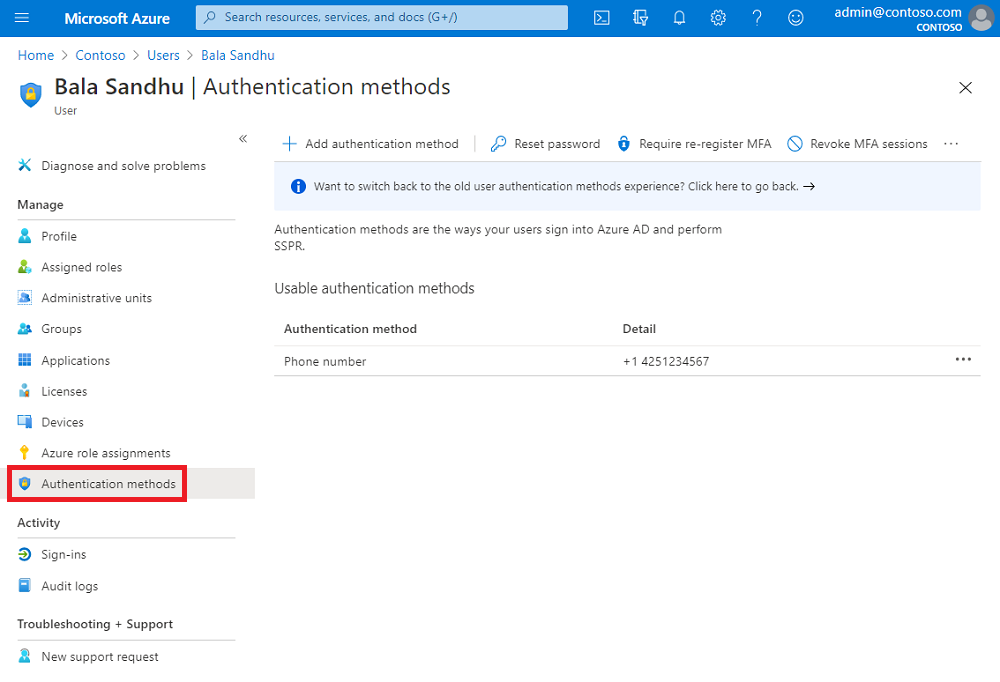 Microsoft Azure
Search resources, services, and docs (G+/)
admin@contoso.com
CONTOSO
Home > Contoso > Users > Bala Sandhu
Bala Sandhu | Authentication methods
User
«
Diagnose and solve problems
Manage
Profile
Assigned roles
Administrative units
Groups
Applications
Licenses
Devices
Azure role assignments
Authentication methods
Activity
Sign-ins
Audit logs
Troubleshooting + Support
New support request
Add authentication method
Reset password
Require re-register MFA
Revoke MFA sessions
Want to switch back to the old user authentication methods experience? Click here to go back. →
Authentication methods are the ways your users sign into Azure AD and perform
SSPR.
Usable authentication methods
Authentication method Detail
Phone number +1 4251234567